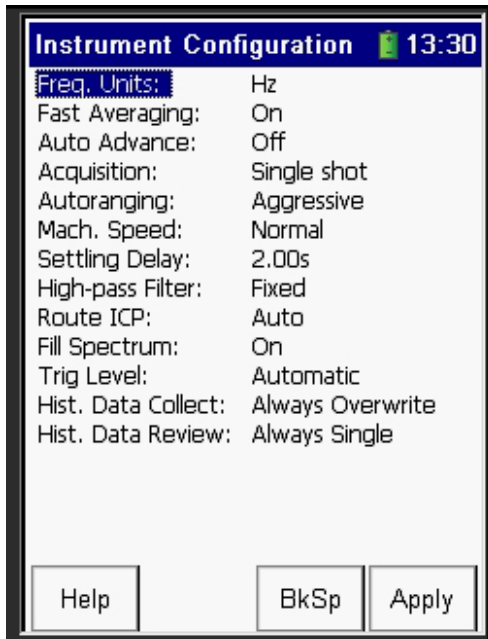 Instrument Configuration 13:30
Freq. Units: Hz
Fast Averaging: On
Auto Advance: Off
Acquisition: Single shot
Autoranging: Aggressive
Mach. Speed: Normal
Settling Delay: 2.00s
High-pass Filter: Fixed
Route ICP: Auto
Fill Spectrum: On
Trig Level: Automatic
Hist. Data Collect: Always Overwrite
Hist. Data Review: Always Single
Help BkSp Apply